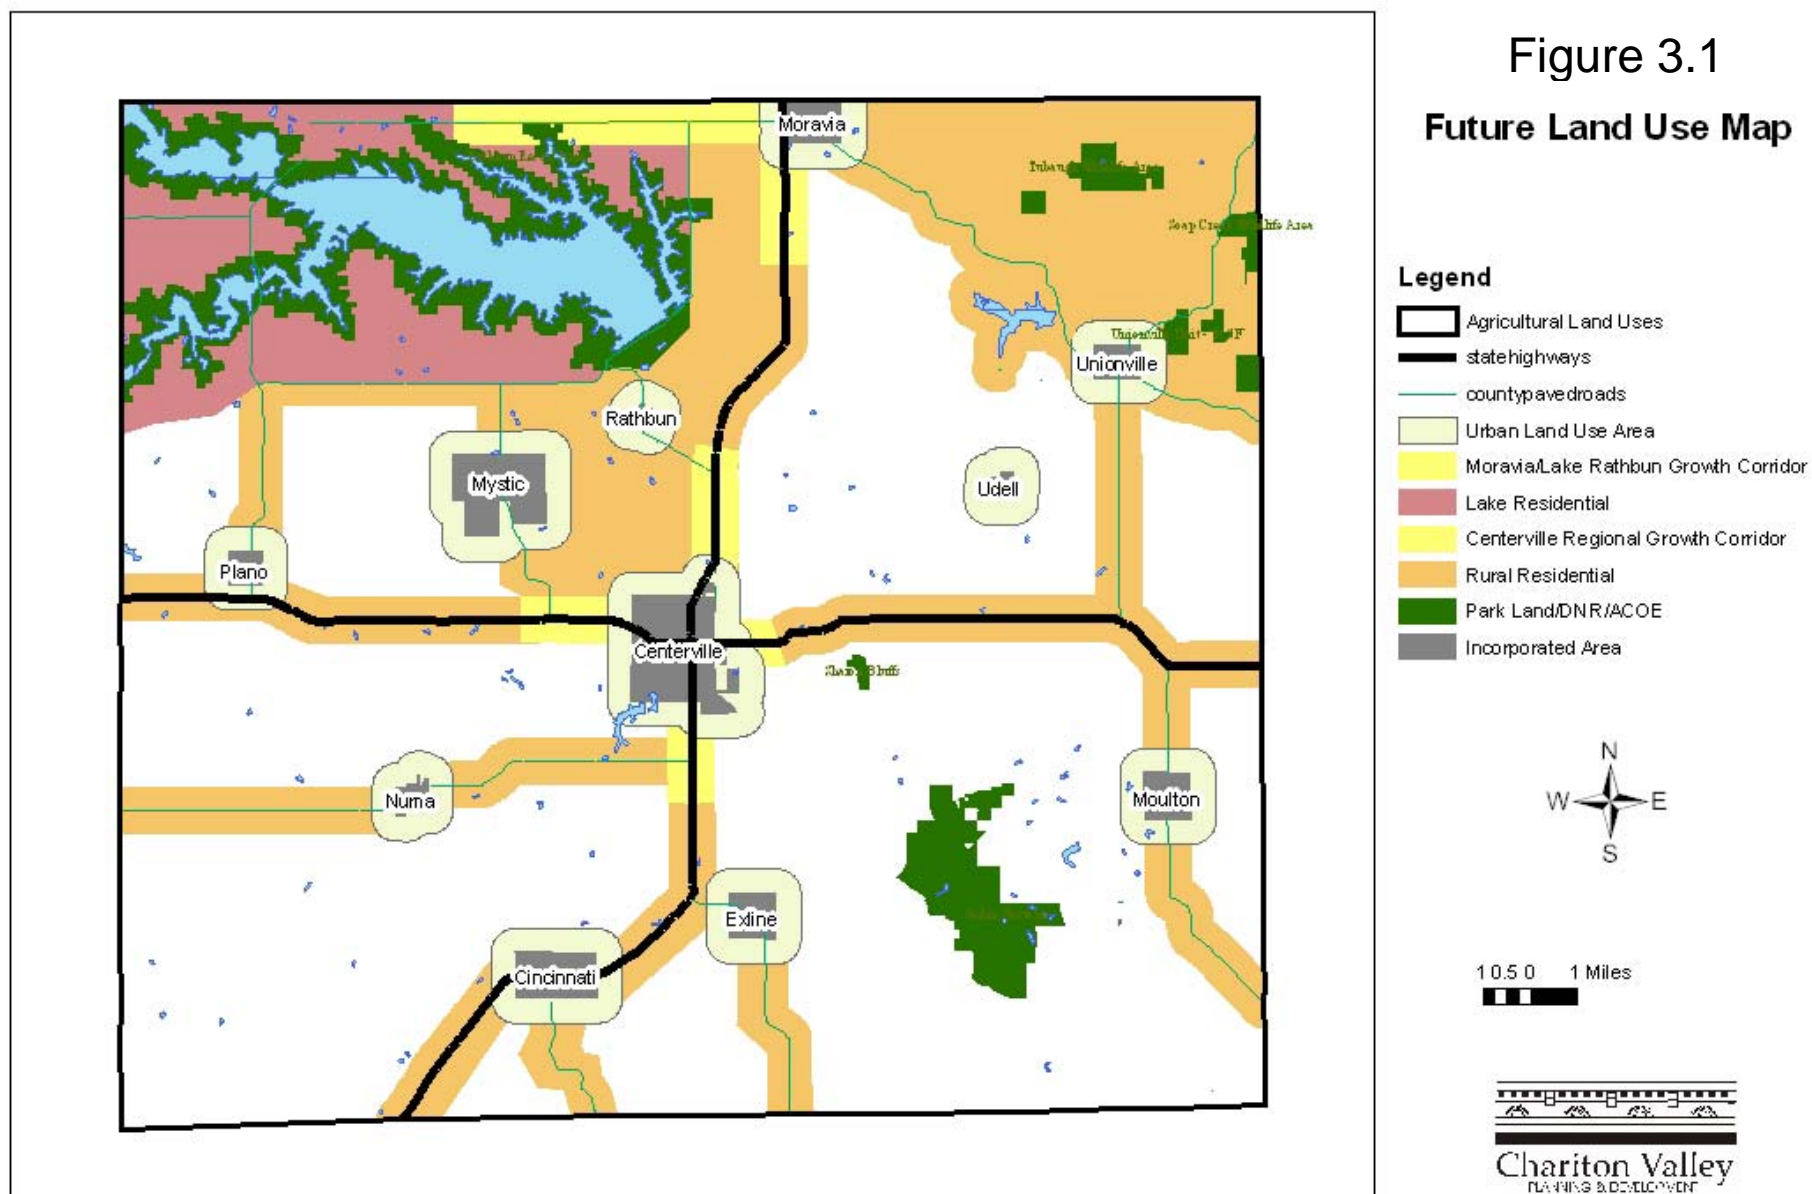 Figure 3.1
Future Land Use Map
Moravia
Unionville
Rathbun
Mystic
Udell
Plano
Centerville
Numa
Moulton
Exline
Cincinnati
Legend
Agricultural Land Uses
statehighways
countypavedroads
Urban Land Use Area
Moravia/Lake Rathbun Growth Corridor
Lake Residential
Centerville Regional Growth Corridor
Rural Residential
Park Land/DNR/ACOE
Incorporated Area
N
W E
S
1 0.5 0 1 Miles
Chariton Valley
PLANNING & DEVELOPMENT